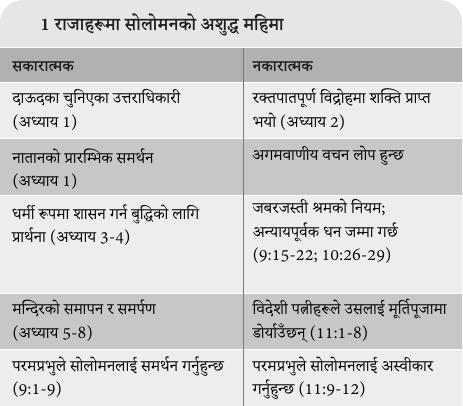 1 राजाहरूमा सोलोमनको अशुद्ध महिमा
सकारात्मक
नकारात्मक
दाऊदका चुनिएका उत्तराधिकारी
(अध्याय 1)
रक्तपातपूर्ण विद्रोहमा शक्ति प्राप्त
भयो (अध्याय 2)
नातानको प्रारम्भिक समर्थन
(अध्याय 1)
अगमवाणीय वचन लोप हुन्छ
धर्मी रूपमा शासन गर्न बुद्धिको लागि
प्रार्थना (अध्याय 3-4)
जबरजस्ती श्रमको नियम;
अन्यायपूर्वक धन जम्मा गर्छ
(9:15-22; 10:26-29)
मन्दिरको समापन र समर्पण
(अध्याय 5-8)
विदेशी पत्नीहरूले उसलाई मूर्तिपूजामा
डोर्याउँछन् (11:1-8)
परमप्रभुले सोलोमनलाई समर्थन गर्नुहुन्छ
(9:1-9)
परमप्रभुले सोलोमनलाई अस्वीकार
गर्नुहुन्छ (11:9-12)